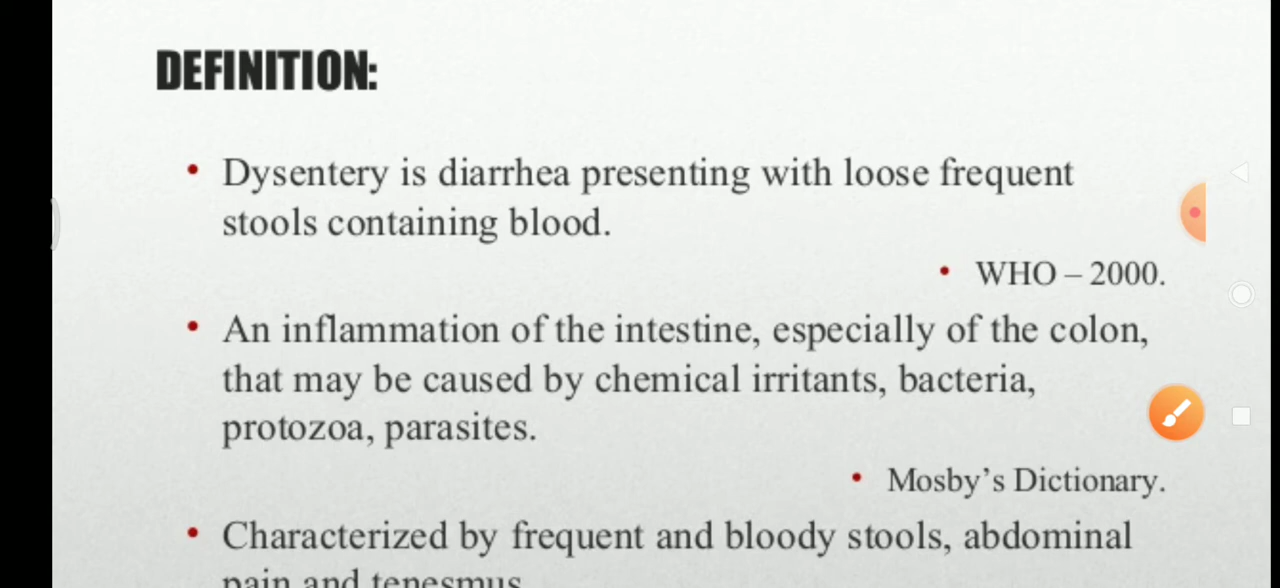 DEFINITION:
• Dysentery is diarrhea presenting with loose frequent
stools containing blood.
• WHO – 2000.
• An inflammation of the intestine, especially of the colon,
that may be caused by chemical irritants, bacteria,
protozoa, parasites.
• Mosby's Dictionary.
• Characterized by frequent and bloody stools, abdominal
pain and tenesmus